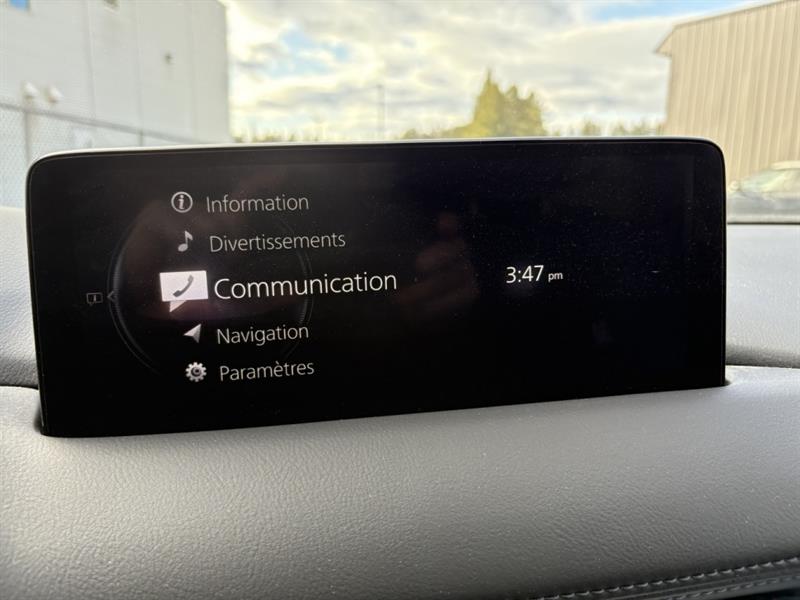 Information
Divertissements
Communication
3:47 pm
Navigation
Paramètres